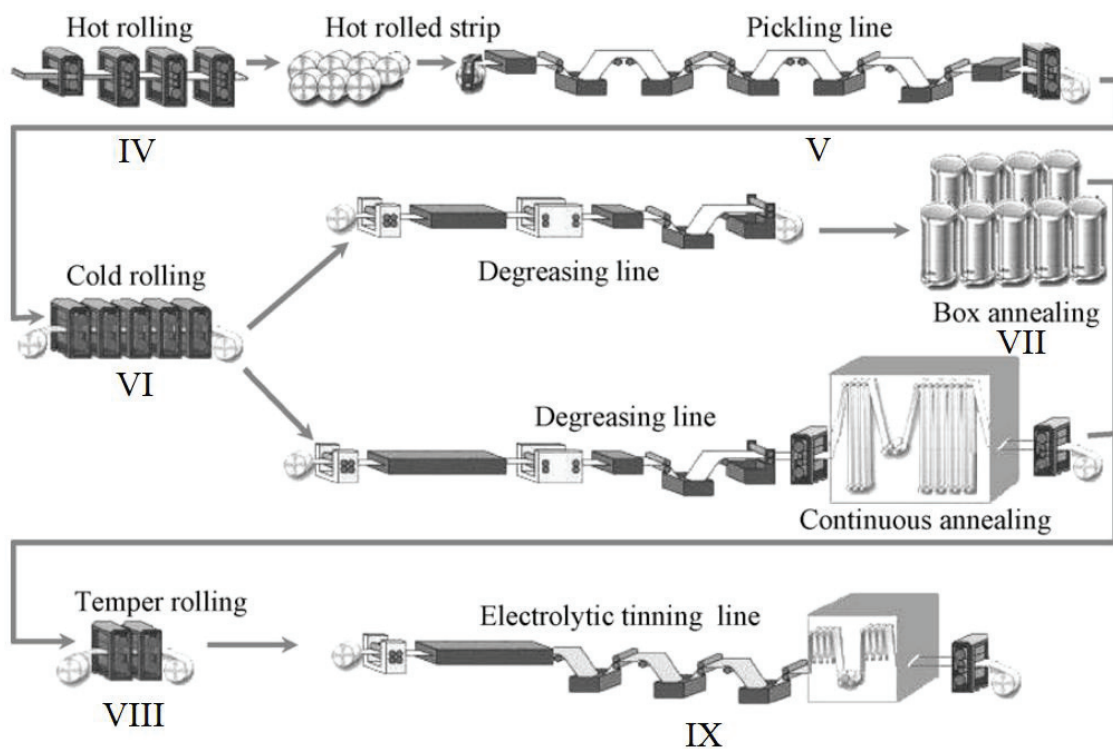 Hot rolling
Hot rolled strip
Pickling line
IV
V
Degreasing line
Box annealing
VII
Cold rolling
VI
Degreasing line
Continuous annealing
Temper rolling
VIII
Electrolytic tinning line
IX